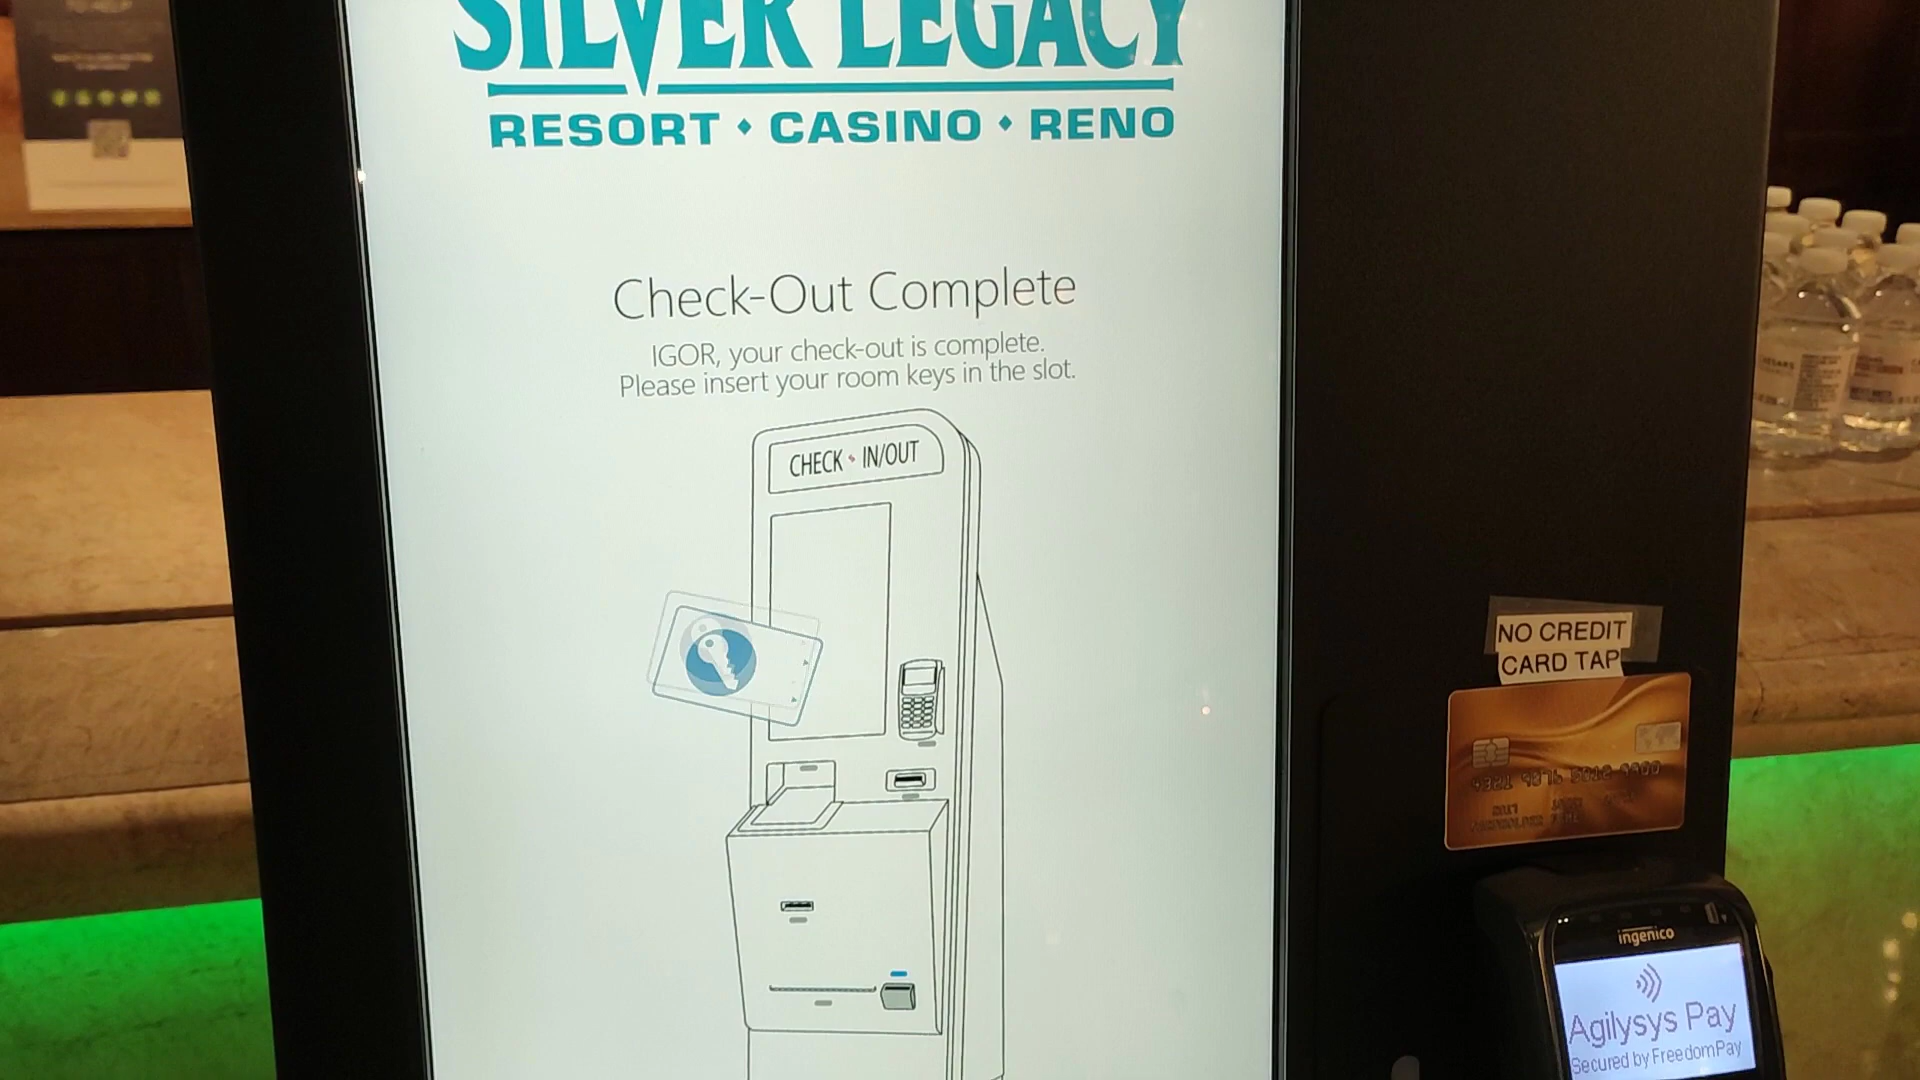 SILVER LEGACY
RESORT • CASINO • RENO
Check-Out Complete
IGOR, your check-out is complete.
Please insert your room keys in the slot.
CHECK • IN/OUT
NO CREDIT
CARD TAP
ingenico
Agilysys Pay
Secured by FreedomPay